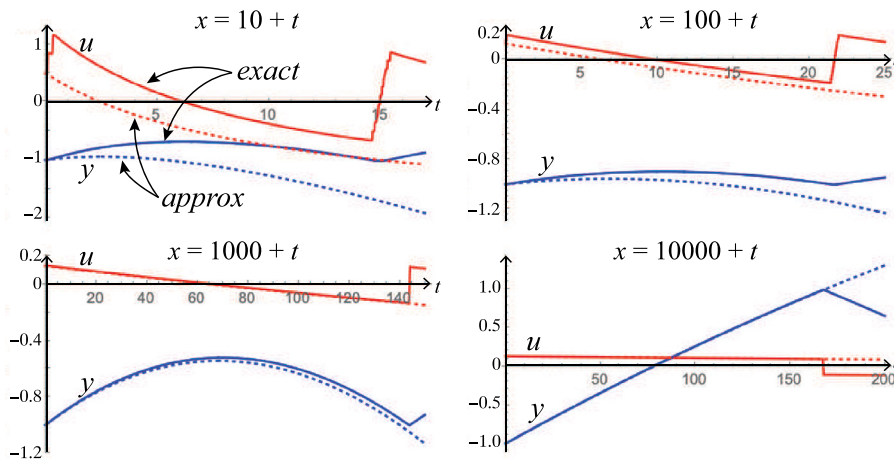 x = 10 + t
1
u
exact
0
5
10
15
t
−1
y
approx
−2
x = 100 + t
0.2
u
0
5
10
15
20
25
−0.4
y
−0.8
−1.2
x = 1000 + t
0.2
u
0
20
40
60
80
100
120
140
t
−0.4
y
−0.8
−1.2
x = 10000 + t
1.0
0.5
u
0
50
100
150
200
−0.5
y
−1.0